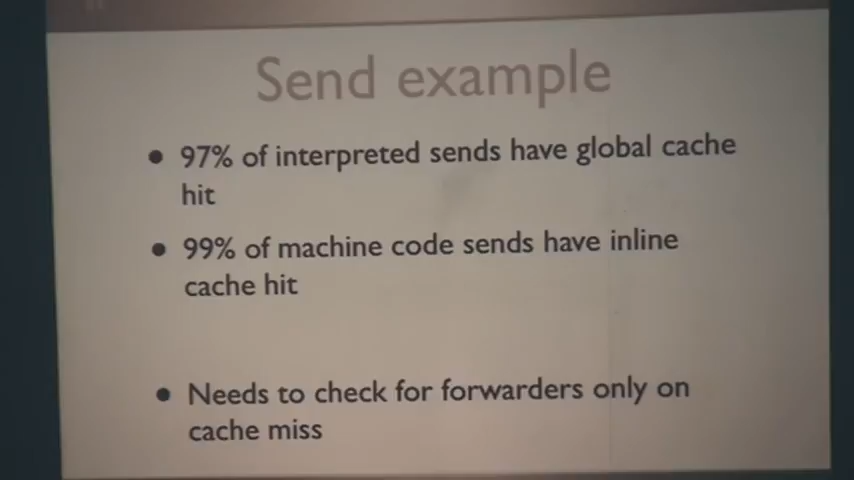 Send example
• 97% of interpreted sends have global cache
hit
• 99% of machine code sends have inline
cache hit
• Needs to check for forwarders only on
cache miss